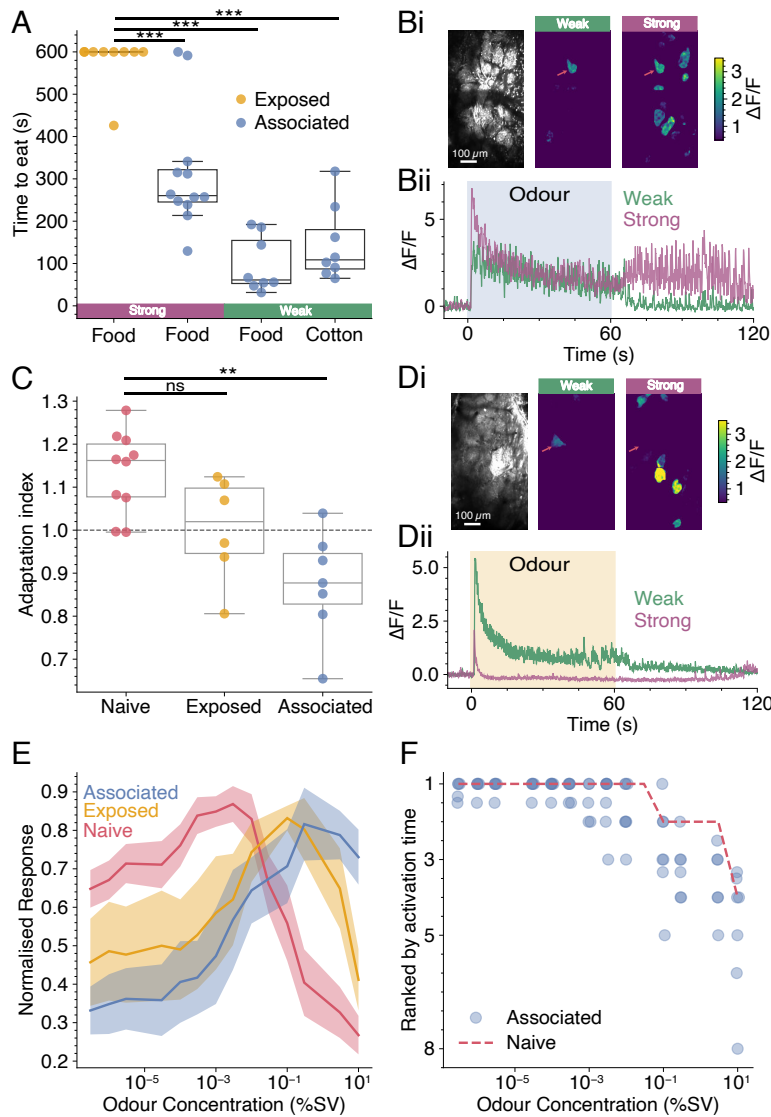 A
***
***
***
600
500
400
300
200
100
0
Time to eat (s)
Exposed
Associated
Strong
Weak
Food
Food
Food
Cotton
Bi
Weak
Strong
100 µm
3
2
1
ΔF/F
Bii
Odour
Weak
Strong
5
0
ΔF/F
0
60
120
Time (s)
C
**
ns
1.3
1.2
1.1
1.0
0.9
0.8
0.7
Adaptation index
Naive
Exposed
Associated
Di
Weak
Strong
100 µm
3
2
1
ΔF/F
Dii
Odour
Weak
Strong
5.0
2.5
0.0
ΔF/F
0
60
120
Time (s)
E
Associated
Exposed
Naive
0.9
0.8
0.7
0.6
0.5
0.4
0.3
0.2
Normalised Response
10⁻⁵
10⁻³
10⁻¹
10¹
Odour Concentration (%SV)
F
1
3
5
8
Ranked by activation time
Associated
Naive
10⁻⁵
10⁻³
10⁻¹
10¹
Odour Concentration (%SV)